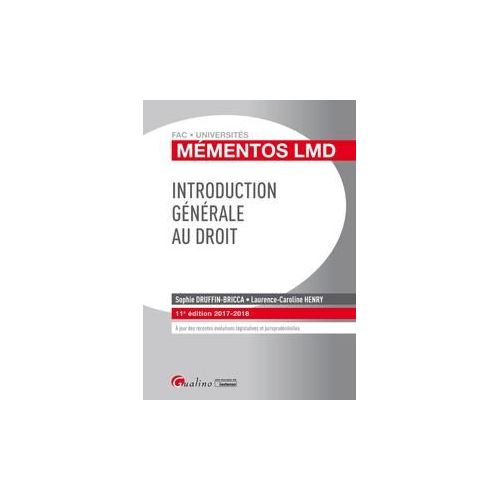 FAC • UNIVERSITÉS
MÉMENTOS LMD
INTRODUCTION
GÉNÉRALE
AU DROIT
Sophie DRUFFIN-BRICCA • Laurence-Caroline HENRY
11e édition 2017-2018
À jour des récentes évolutions législatives et jurisprudentielles
Gualino